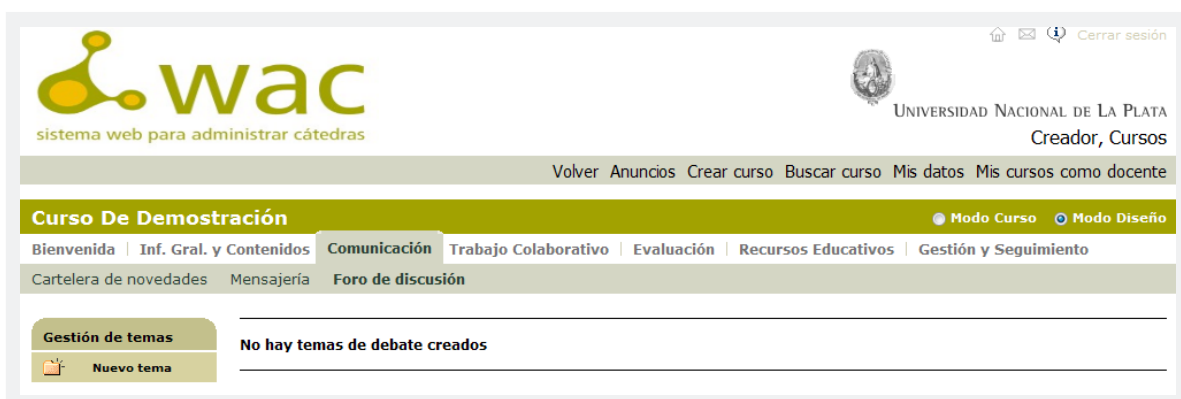 Cerrar sesión
wac
sistema web para administrar cátedras
UNIVERSIDAD NACIONAL DE LA PLATA
Creador, Cursos
Volver Anuncios Crear curso Buscar curso Mis datos Mis cursos como docente
Curso De Demostración Modo Curso Modo Diseño
Bienvenida | Inf. Gral. y Contenidos Comunicación Trabajo Colaborativo | Evaluación | Recursos Educativos | Gestión y Seguimiento
Cartelera de novedades Mensajería Foro de discusión
Gestión de temas
No hay temas de debate creados
Nuevo tema